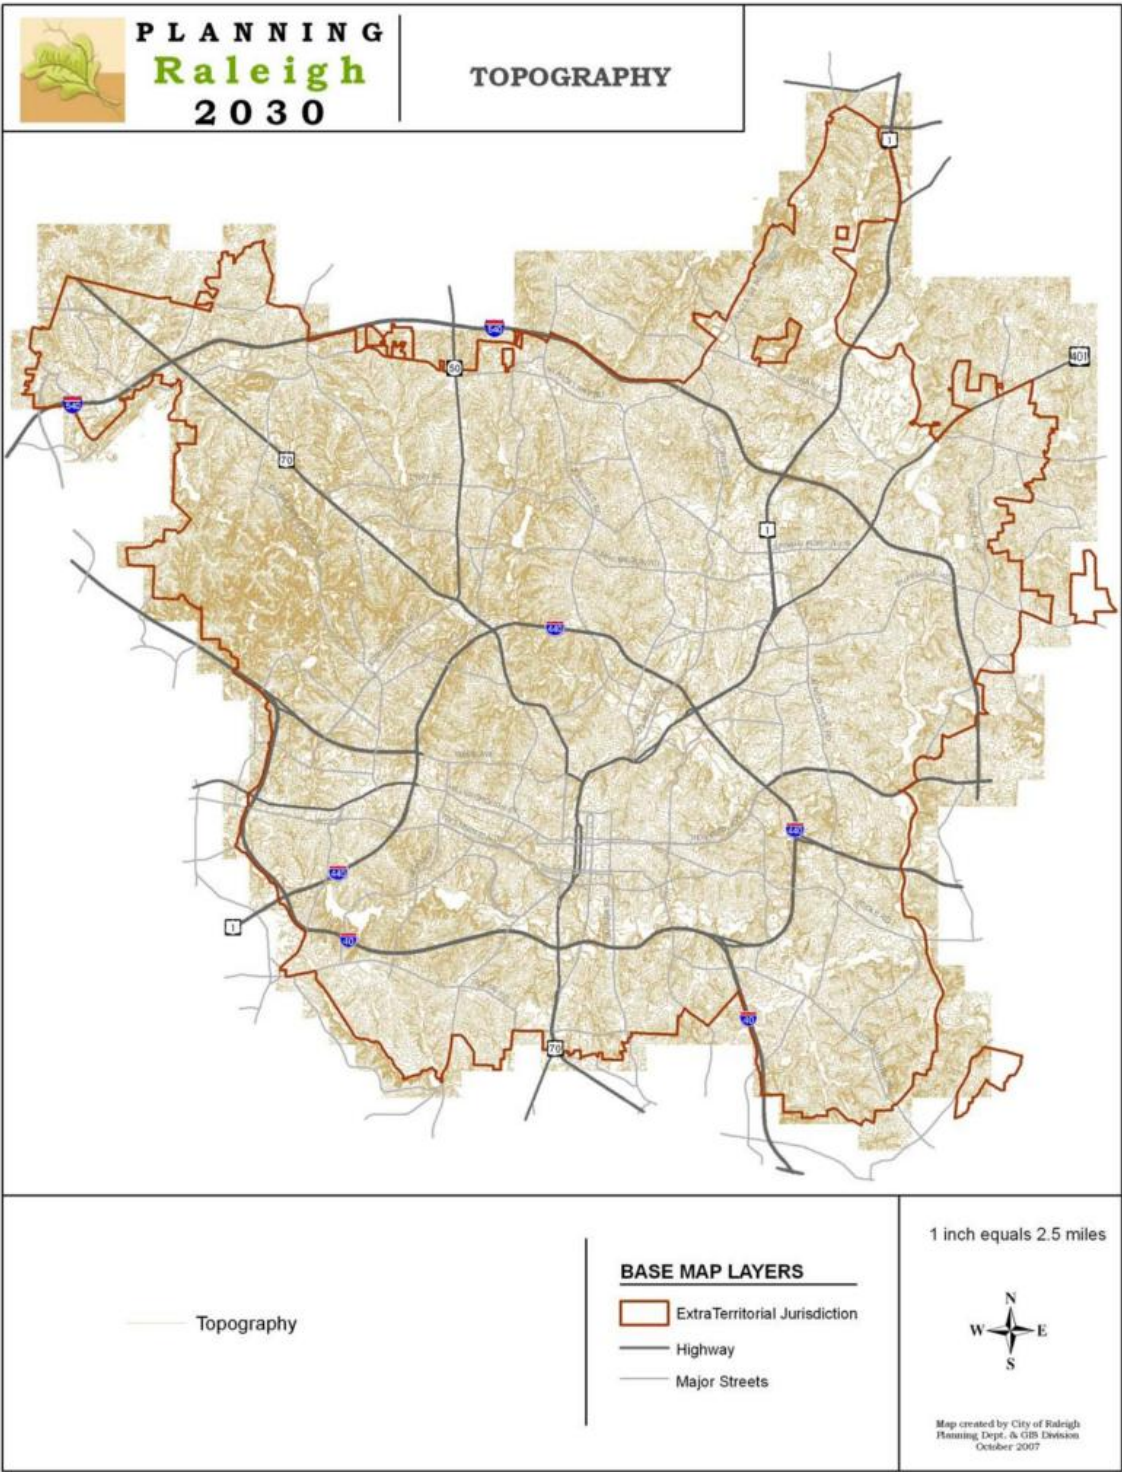 PLANNING
Raleigh
2030
TOPOGRAPHY
1
540
50
401
540
70
1
440
440
440
1
40
40
70
Topography
BASE MAP LAYERS
ExtraTerritorial Jurisdiction
Highway
Major Streets
1 inch equals 2.5 miles
N
W E
S
Map created by City of Raleigh
Planning Dept. & GIS Division
October 2007